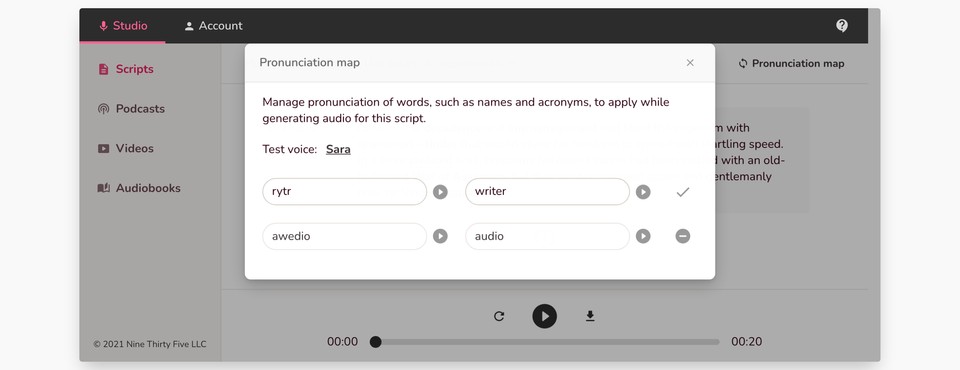 Studio
Account
Scripts
Podcasts
Videos
Audiobooks
© 2021 Nine Thirty Five LLC
Pronunciation map
Pronunciation map
Manage pronunciation of words, such as names and acronyms, to apply while
generating audio for this script.
Test voice: Sara
rytr writer
awedio audio
with
speed.
with an old-
00:00 00:20